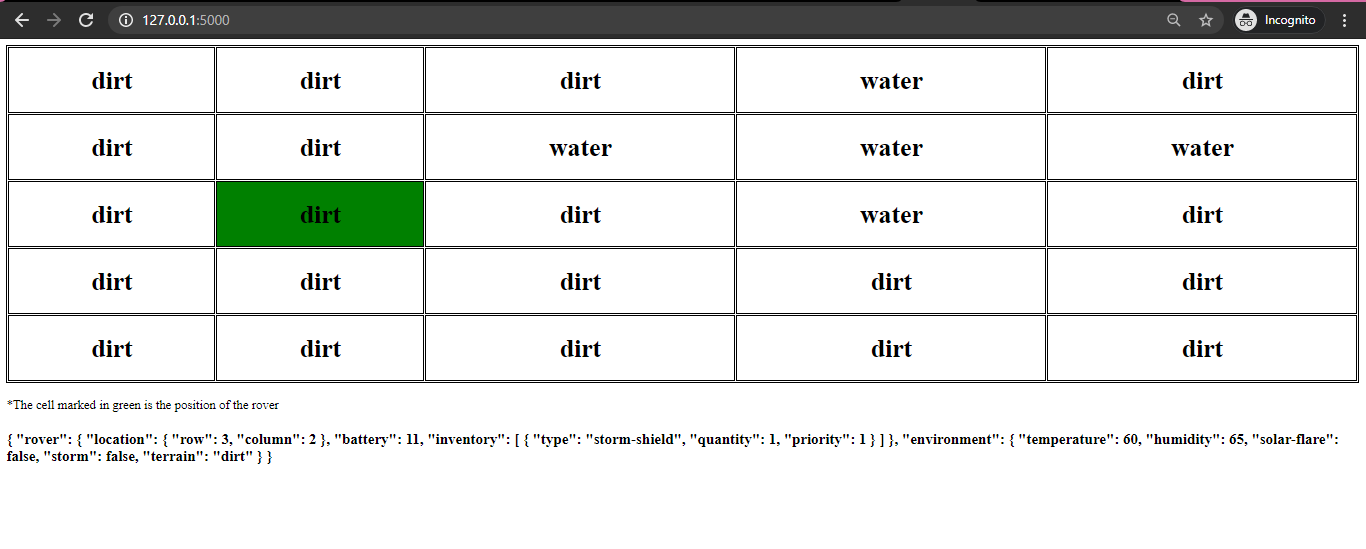 127.0.0.1:5000 Incognito
dirt dirt dirt water dirt
dirt dirt water water water
dirt dirt dirt water dirt
dirt dirt dirt dirt dirt
dirt dirt dirt dirt dirt
*The cell marked in green is the position of the rover
{ "rover": { "location": { "row": 3, "column": 2 }, "battery": 11, "inventory": [ { "type": "storm-shield", "quantity": 1, "priority": 1 } ] }, "environment": { "temperature": 60, "humidity": 65, "solar-flare":
false, "storm": false, "terrain": "dirt" } }